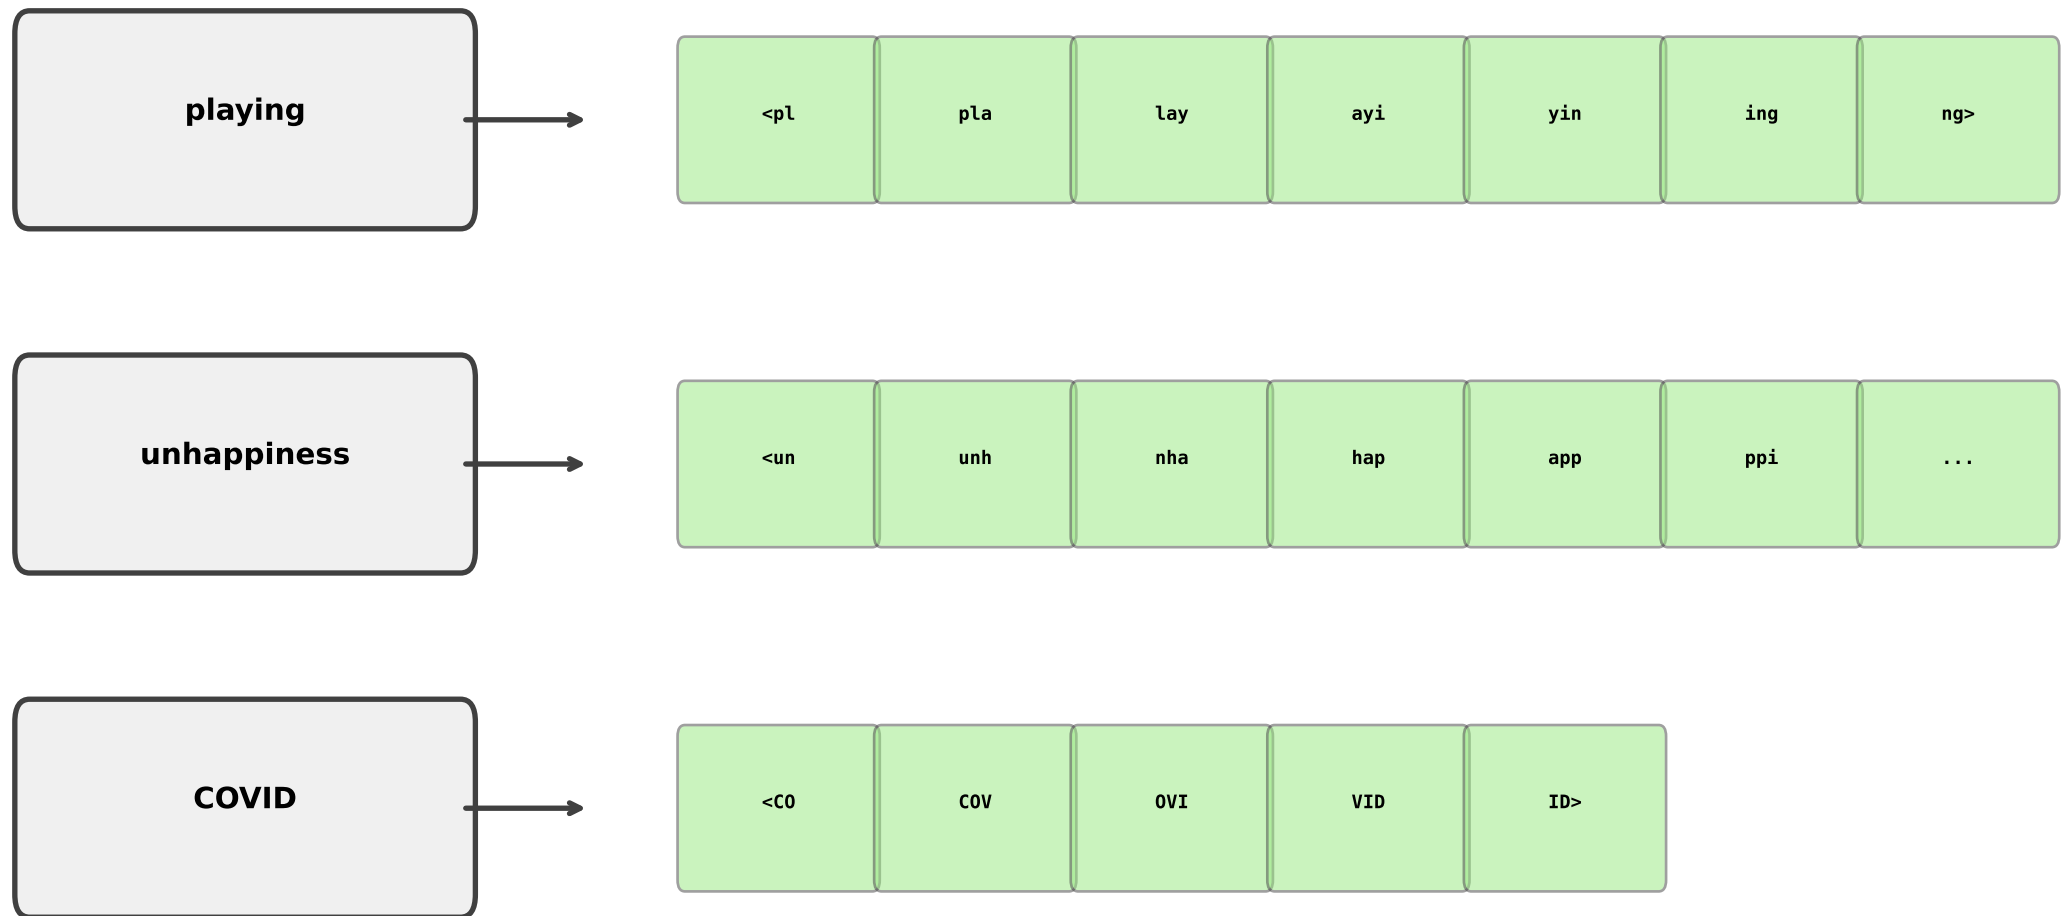 playing <pl pla lay ayi yin ing ng>
unhappiness <un unh nha hap app ppi ...
COVID <CO COV OVI VID ID>